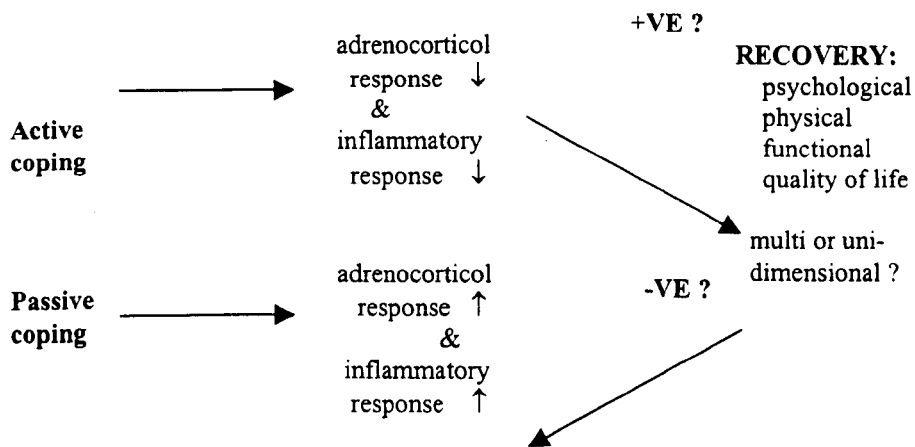 Active
coping
adrenocorticol
response ↓
&
inflammatory
response ↓
+VE ?
RECOVERY:
psychological
physical
functional
quality of life
multi or uni-
dimensional ?
Passive
coping
adrenocorticol
response ↑
&
inflammatory
response ↑
-VE ?